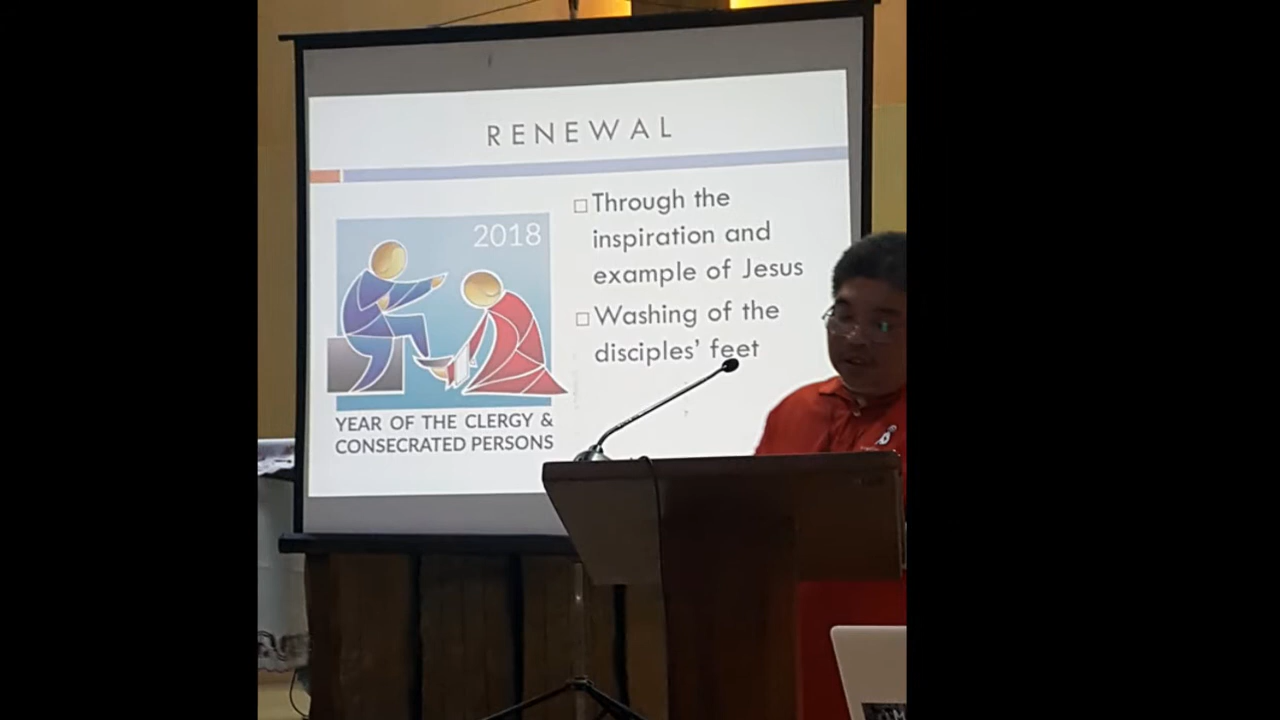 RENEWAL
2018
YEAR OF THE CLERGY &
CONSECRATED PERSONS
□ Through the
inspiration and
example of Jesus
□ Washing of the
disciples' feet